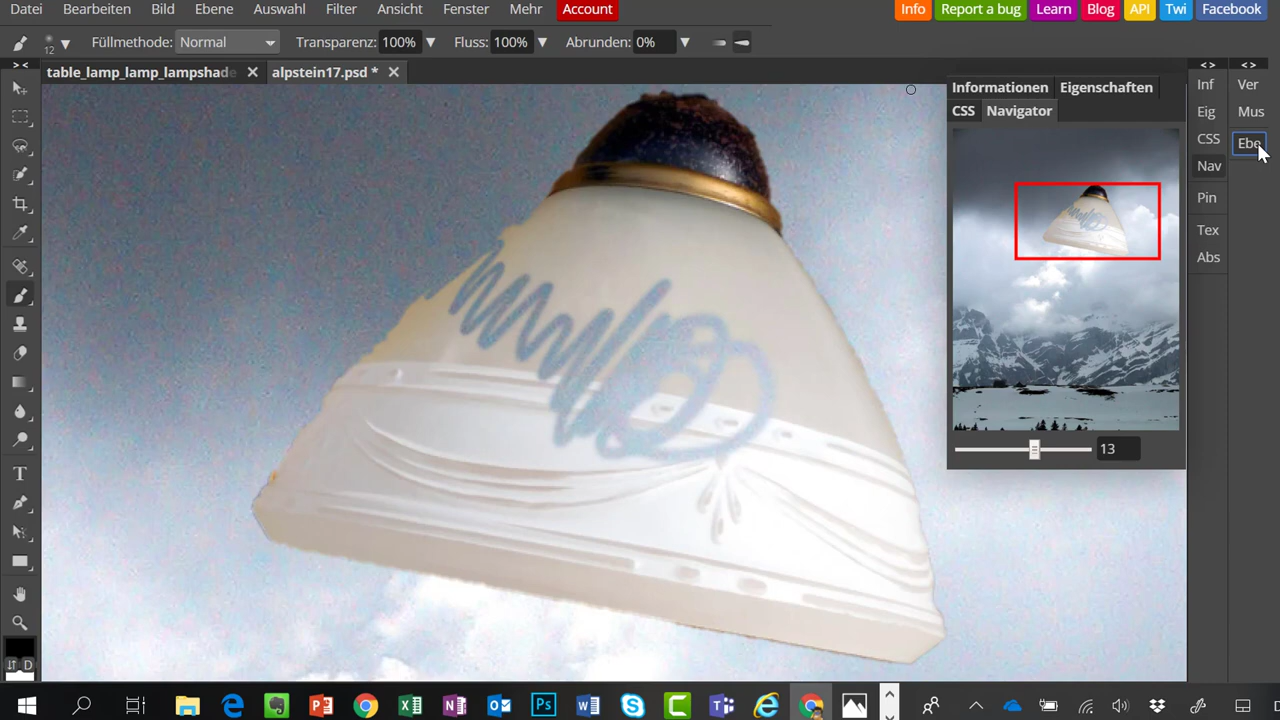 Datei Bearbeiten Bild Ebene Auswahl Filter Ansicht Fenster Mehr Account Info Report a bug Learn Blog API Twi Facebook
12 Füllmethode: Normal Transparenz: 100% Fluss: 100% Abrunden: 0%
table_lamp_lamp_lampshade alpstein17.psd *
Informationen Eigenschaften
CSS Navigator
13
Inf
Eig
CSS
Nav
Pin
Tex
Abs
Ver
Mus
Ebe
T
D